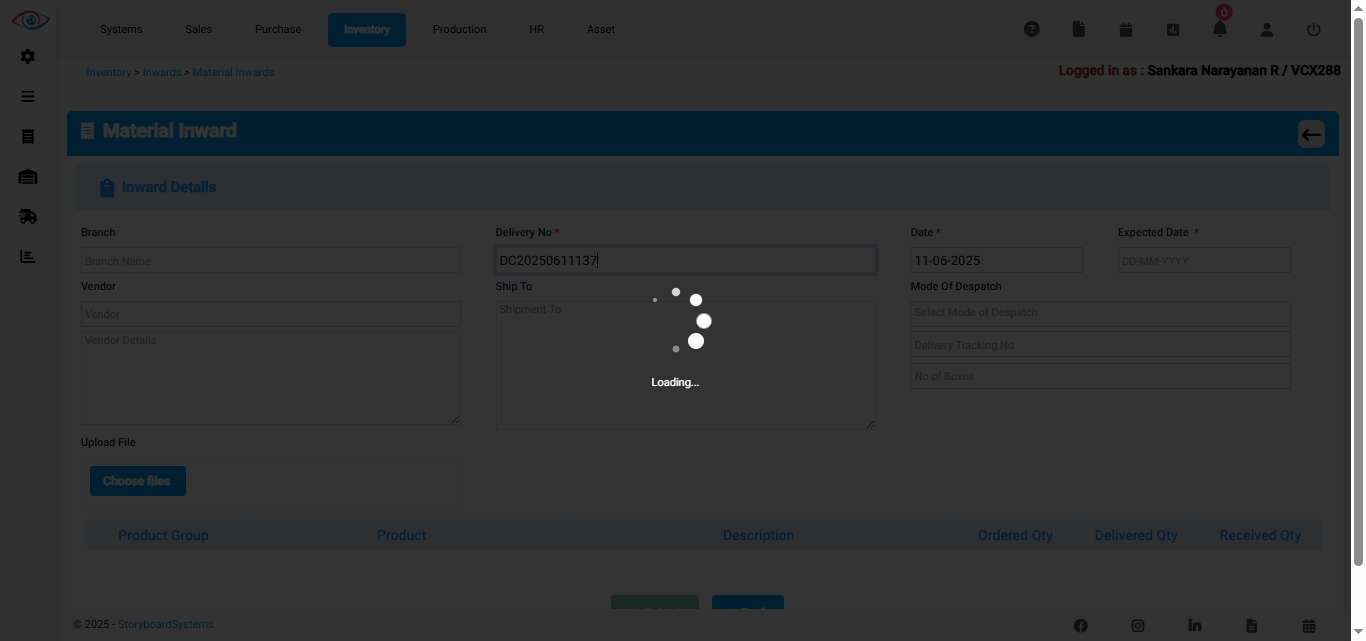 0
Systems Sales Purchase Inventory Production HR Asset
Inventory > Inwards > Material Inwards
Logged in as : Sankara Narayanan R / VCX288
Material Inward
Inward Details
Branch Delivery No * Date * Expected Date *
Branch Name DC20250611137 11-06-2025 DD-MM-YYYY
Vendor Ship To Mode Of Despatch
Vendor Shipment To Select Mode of Despatch
Vendor Details Delivery Tracking No
No of Boxes
Loading...
Upload File
Choose files
Product Group Product Description Ordered Qty Delivered Qty Received Qty
© 2025 - StoryboardSystems